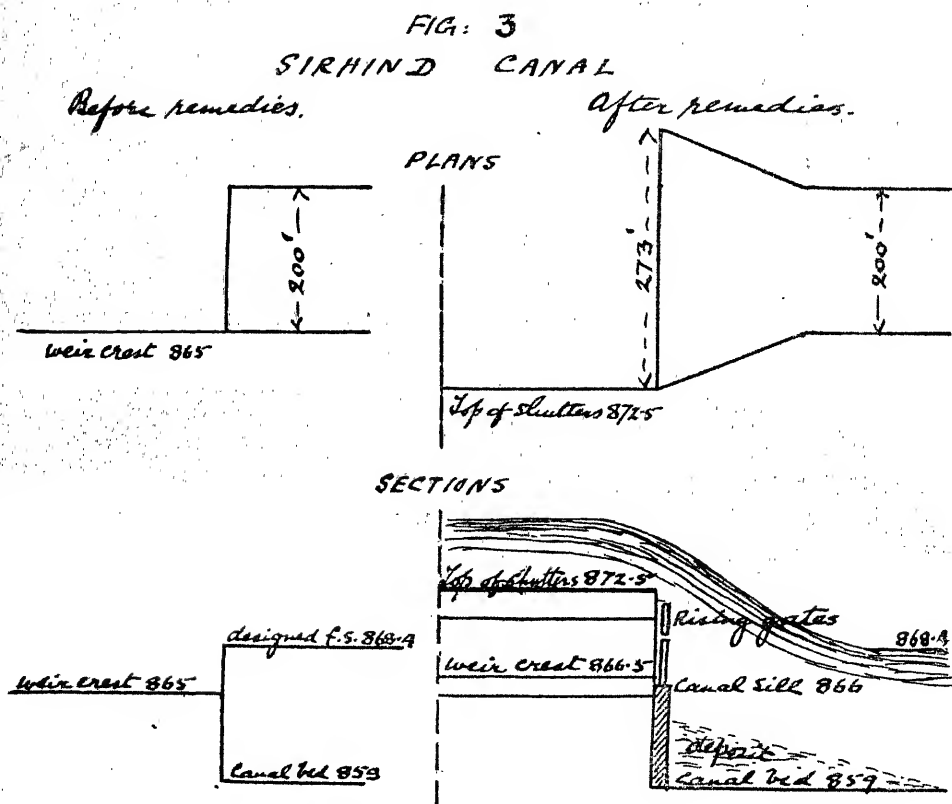 FIG: 3
SIRHIND CANAL
Before remedies.
After remedies.
PLANS
200'
273'
200'
weir crest 865
Top of shutters 872.5
SECTIONS
Top of shutters 872.5
Rising gates
designed f.s. 868.4
868.4
weir crest 866.5
weir crest 865
Canal Sill 866
deposit
Canal bed 859
Canal bed 859